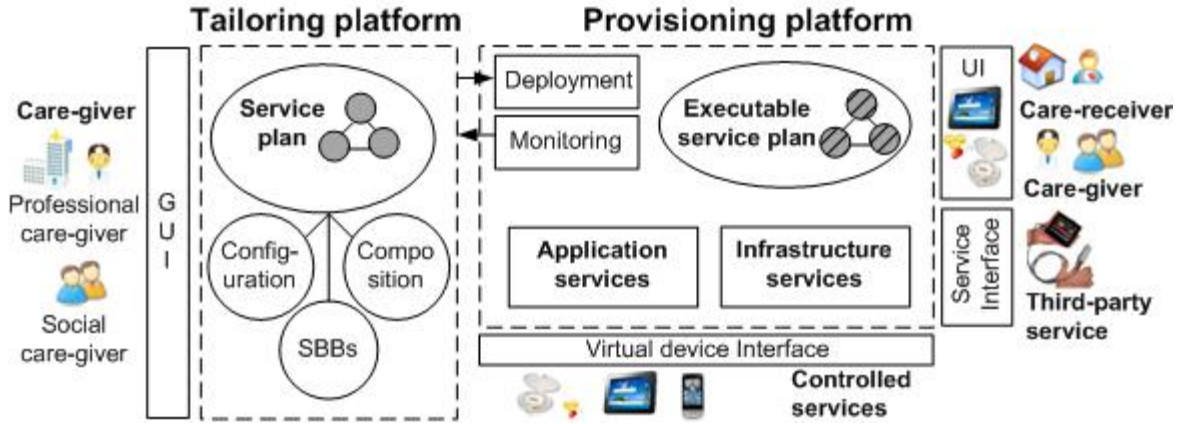 Tailoring platform
Provisioning platform
Care-giver
Professional
care-giver
Social
care-giver
G
U
I
Service
plan
Config-
uration
Compo
sition
SBBs
Deployment
Monitoring
Executable
service plan
Application
services
Infrastructure
services
Virtual device Interface
Controlled
services
UI
Service
Interface
Care-receiver
Care-giver
Third-party
service